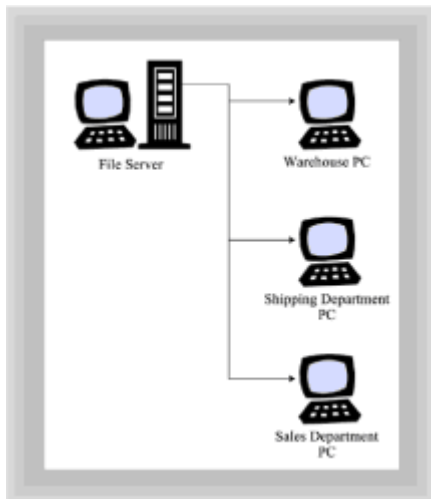 File Server
Warehouse PC
Shipping Department
PC
Sales Department
PC